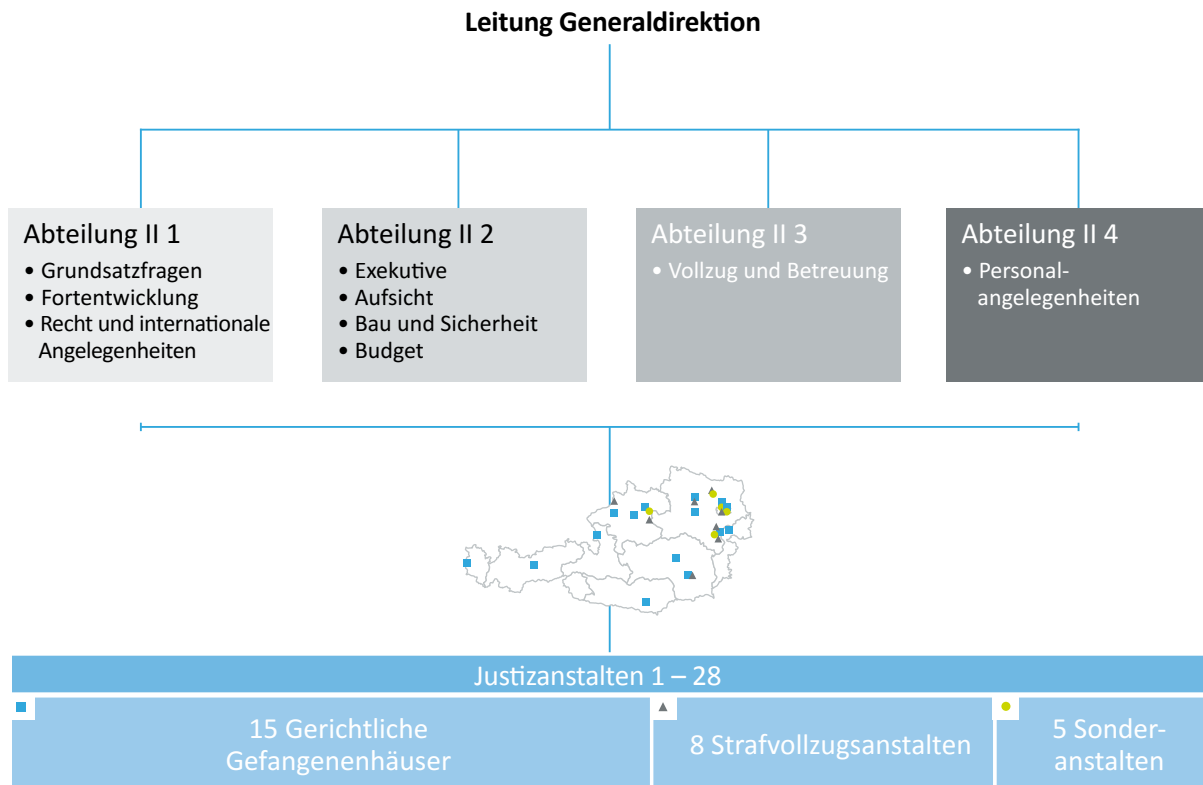 Leitung Generaldirektion
Abteilung II 1
• Grundsatzfragen
• Fortentwicklung
• Recht und internationale
Angelegenheiten
Abteilung II 2
• Exekutive
• Aufsicht
• Bau und Sicherheit
• Budget
Abteilung II 3
• Vollzug und Betreuung
Abteilung II 4
• Personal-
angelegenheiten
Justizanstalten 1 – 28
15 Gerichtliche
Gefangenenhäuser
8 Strafvollzugsanstalten
5 Sonder-
anstalten